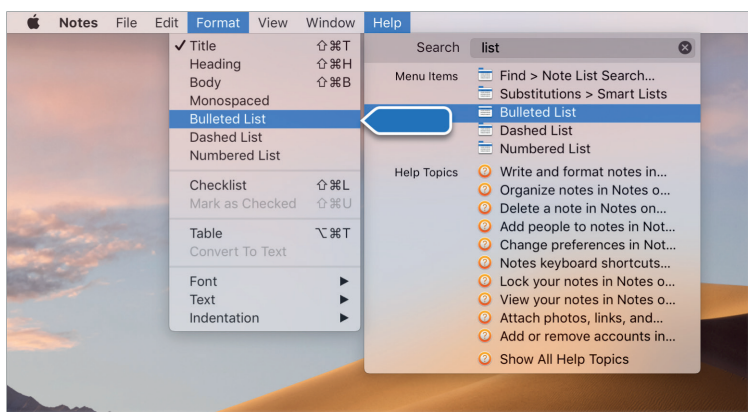 Notes File Edit Format View Window Help
✓ Title ⇧⌘T
Heading ⇧⌘H
Body ⇧⌘B
Monospaced
Bulleted List
Dashed List
Numbered List
Checklist ⇧⌘L
Mark as Checked ⇧⌘U
Table ⌥⌘T
Convert To Text
Font ▶
Text ▶
Indentation ▶
Search list
Menu Items Find > Note List Search...
Substitutions > Smart Lists
Bulleted List
Dashed List
Numbered List
Help Topics Write and format notes in...
Organize notes in Notes o...
Delete a note in Notes on...
Add people to notes in Not...
Change preferences in Not...
Notes keyboard shortcuts...
Lock your notes in Notes o...
View your notes in Notes o...
Attach photos, links, and...
Add or remove accounts in...
Show All Help Topics